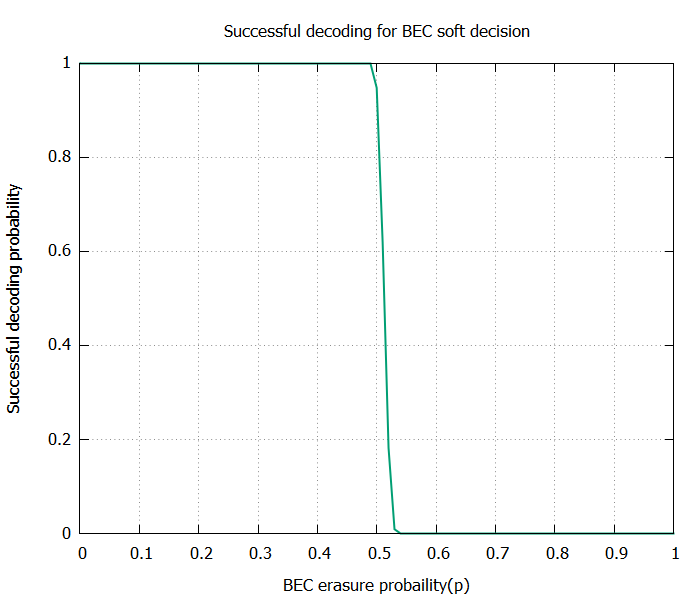 Successful decoding for BEC soft decision
1
0.8
0.6
0.4
0.2
0
Successful decoding probability
0 0.1 0.2 0.3 0.4 0.5 0.6 0.7 0.8 0.9 1
BEC erasure probaility(p)